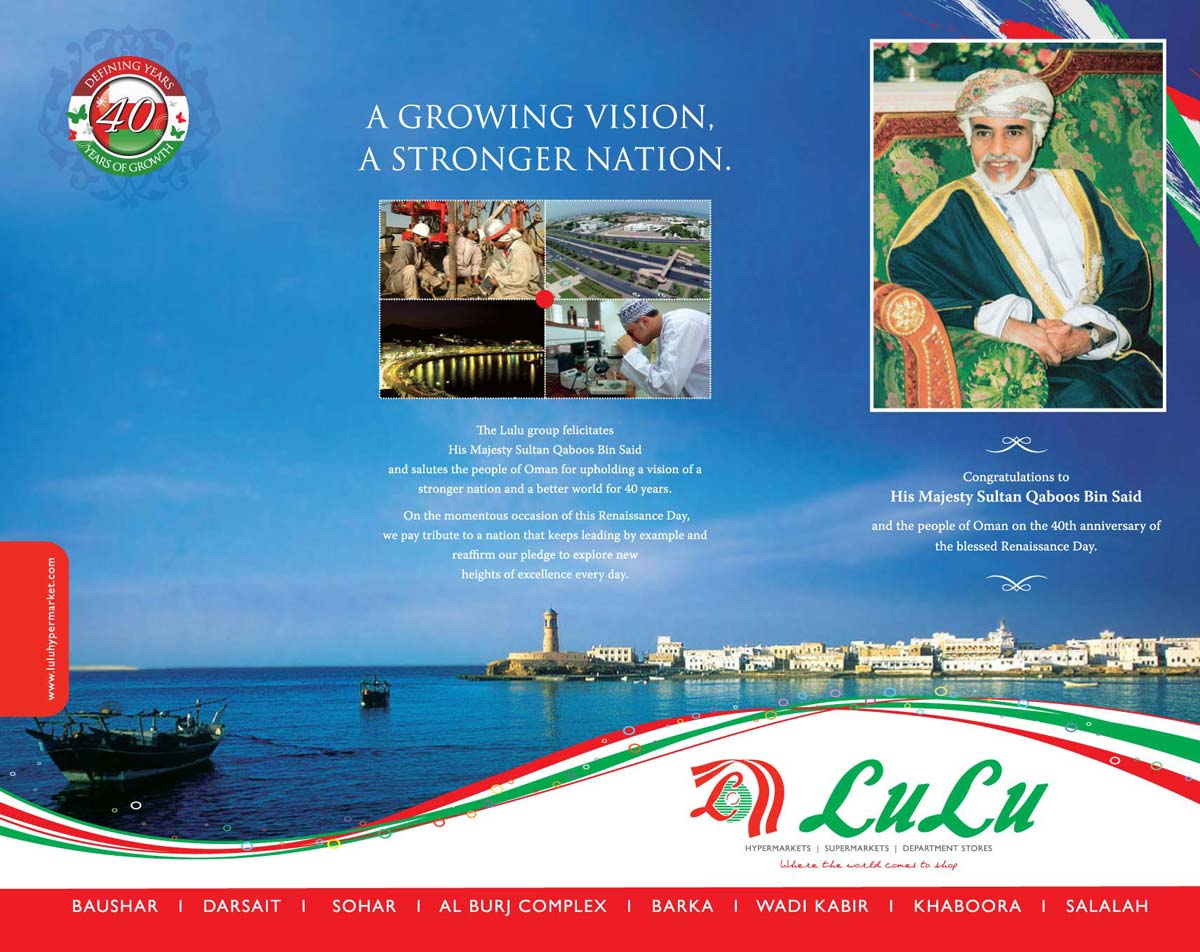 DEFINING YEARS
40
YEARS OF GROWTH
A GROWING VISION,
A STRONGER NATION.
The Lulu group felicitates
His Majesty Sultan Qaboos Bin Said
and salutes the people of Oman for upholding a vision of a
stronger nation and a better world for 40 years.
On the momentous occasion of this Renaissance Day,
we pay tribute to a nation that keeps leading by example and
reaffirm our pledge to explore new
heights of excellence every day.
Congratulations to
His Majesty Sultan Qaboos Bin Said
and the people of Oman on the 40th anniversary of
the blessed Renaissance Day.
www.luluhypermarket.com
L
LuLu
HYPERMARKETS | SUPERMARKETS | DEPARTMENT STORES
Where the world comes to shop
BAUSHAR | DARSAIT | SOHAR | AL BURJ COMPLEX | BARKA | WADI KABIR | KHABOORA | SALALAH